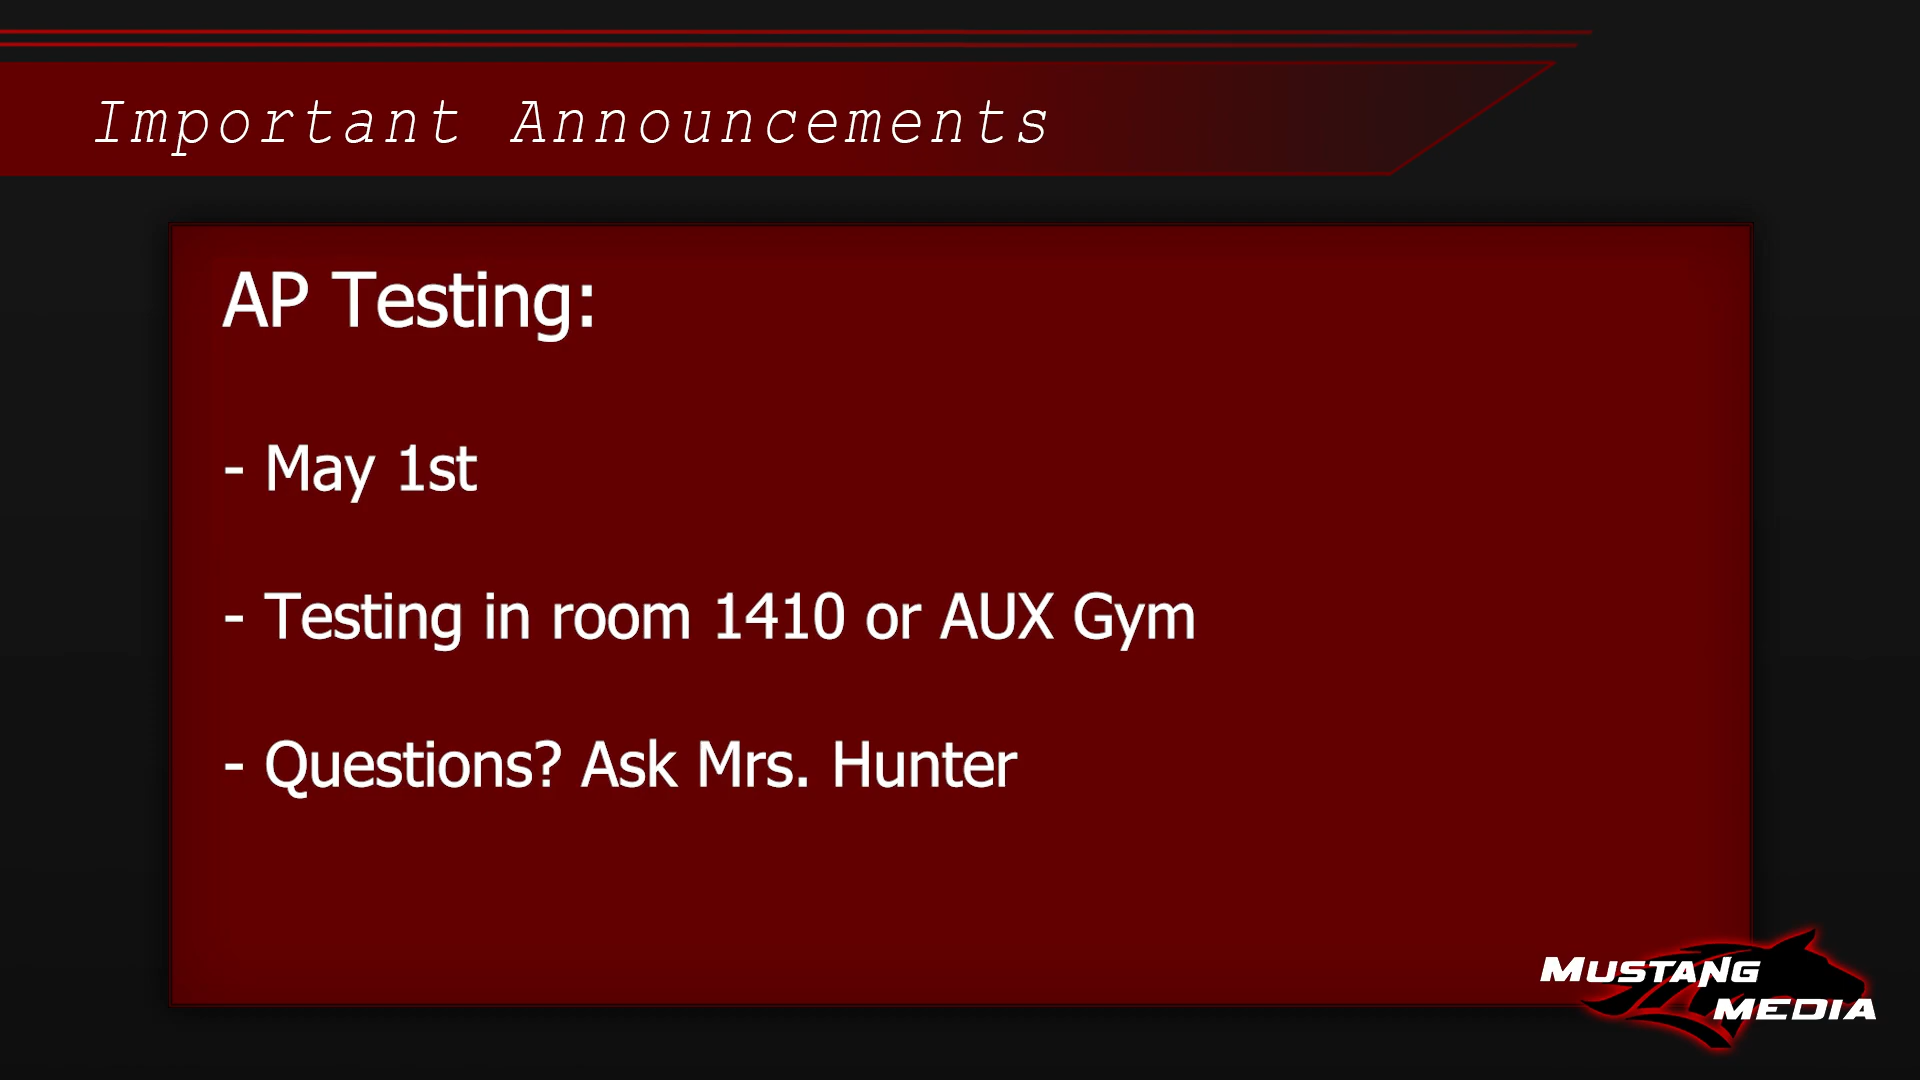 Important Announcements
AP Testing:
- May 1st
- Testing in room 1410 or AUX Gym
- Questions? Ask Mrs. Hunter
MUSTANG
MEDIA